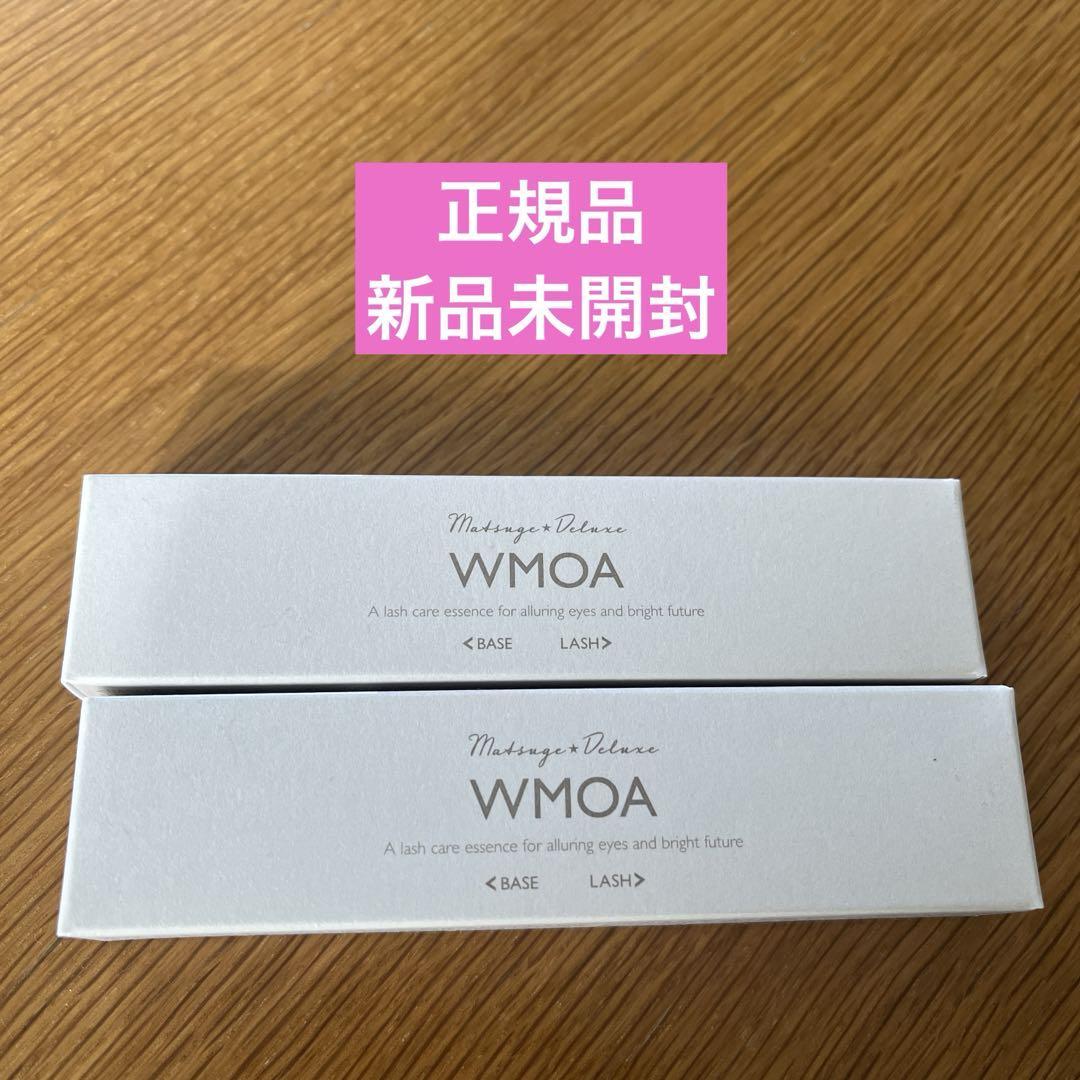 正規品
新品未開封
Matsuge★Deluxe
WMOA
A lash care essence for alluring eyes and bright future
<BASE LASH>
Matsuge★Deluxe
WMOA
A lash care essence for alluring eyes and bright future
<BASE LASH>